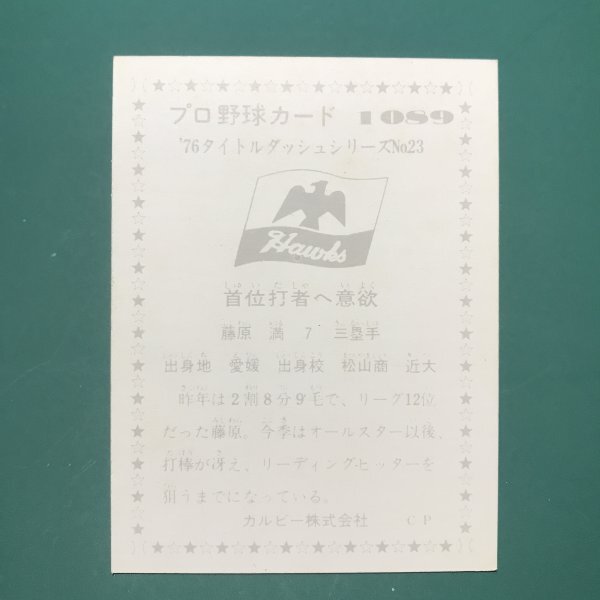 プロ野球カード 1089
'76タイトルダッシュシリーズNo23
Hawks
首位打者へ意欲
藤原 満 7 三塁手
出身地 愛媛 出身校 松山商―近大
昨年は2割8分9毛で、リーグ12位
だった藤原。今季はオールスター以後、
打棒が冴え、リーディングヒッターを
狙うまでになっている。
カルビー株式会社 CP